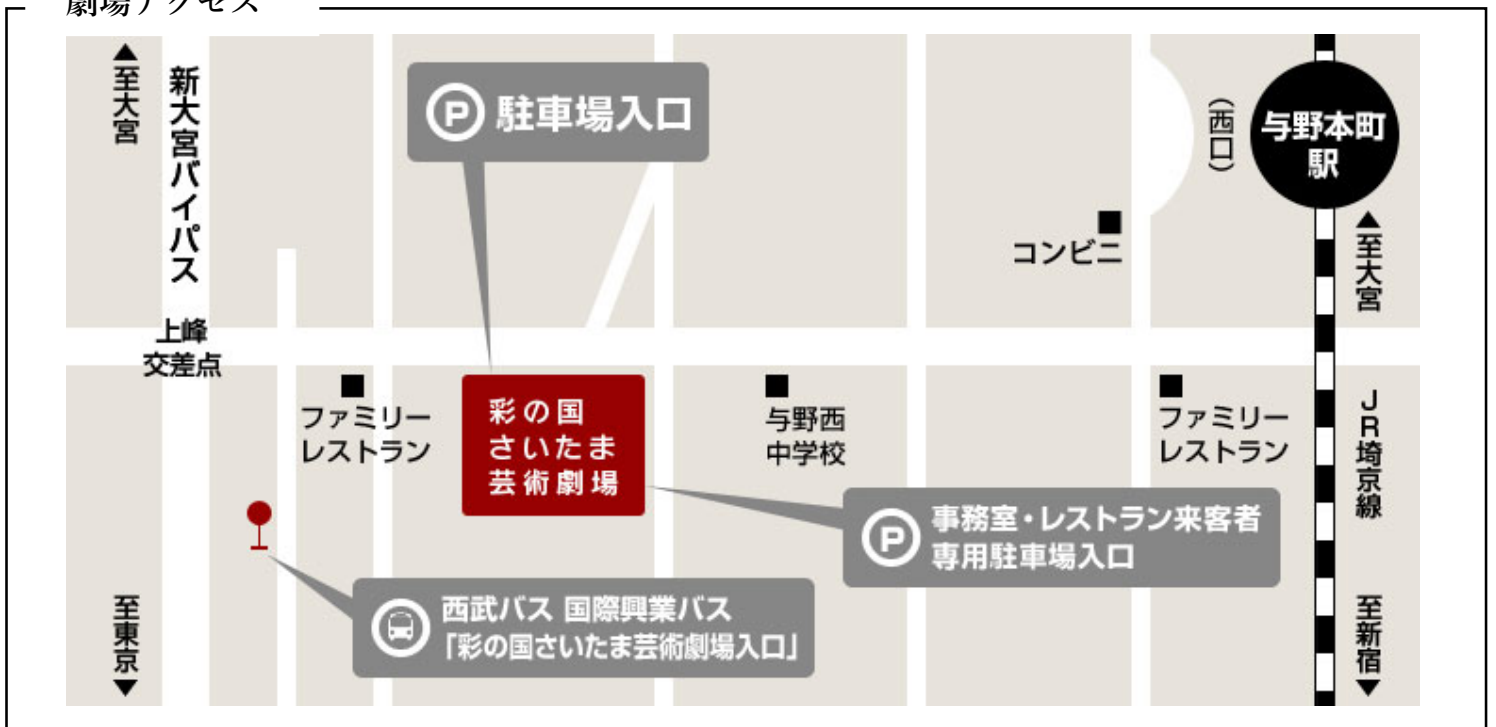 劇場アクセス
▲至大宮
新大宮バイパス
Ⓟ 駐車場入口
(西口)
与野本町
駅
コンビニ
▲至大宮
上峰
交差点
ファミリー
レストラン
彩の国
さいたま
芸術劇場
与野西
中学校
ファミリー
レストラン
JR埼京線
Ⓟ 事務室・レストラン来客者
専用駐車場入口
西武バス 国際興業バス
「彩の国さいたま芸術劇場入口」
至東京▼
至新宿▼